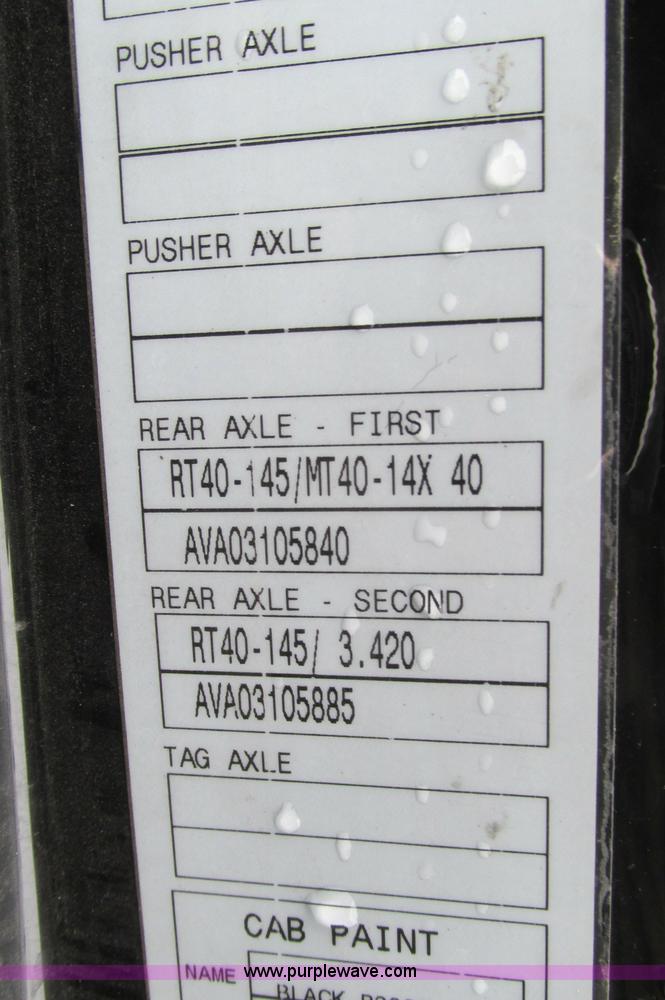 PUSHER AXLE
PUSHER AXLE
REAR AXLE - FIRST
RT40-145/MT40-14X 40
AVA03105840
REAR AXLE - SECOND
RT40-145/ 3.420
AVA03105885
TAG AXLE
CAB PAINT
NAME
BLACK
www.purplewave.com